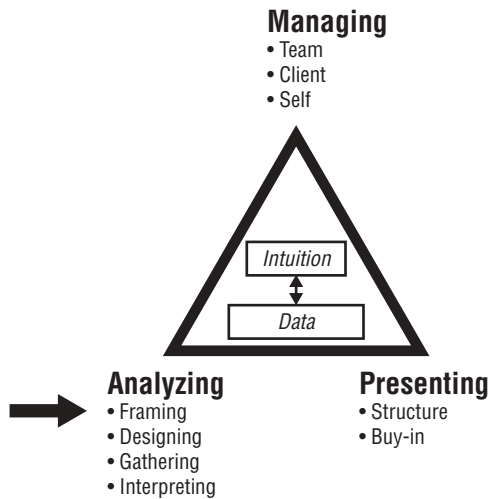 Managing
• Team
• Client
• Self
Intuition
Data
Analyzing
• Framing
• Designing
• Gathering
• Interpreting
Presenting
• Structure
• Buy-in